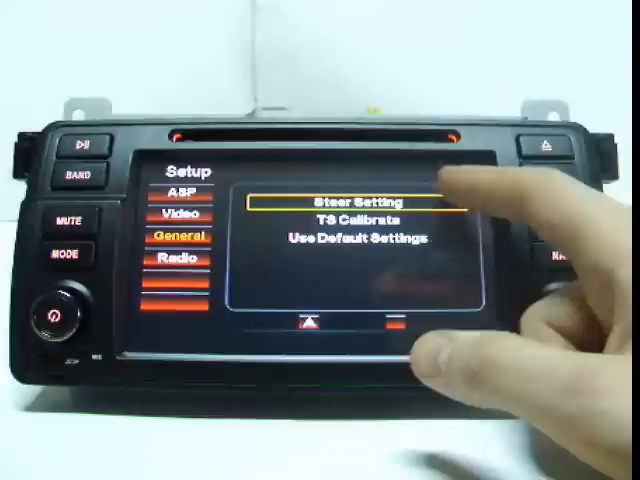 BAND
MUTE
MODE
Setup
ASP
Video
General
Radio
Steer Setting
TS Calibrate
Use Default Settings